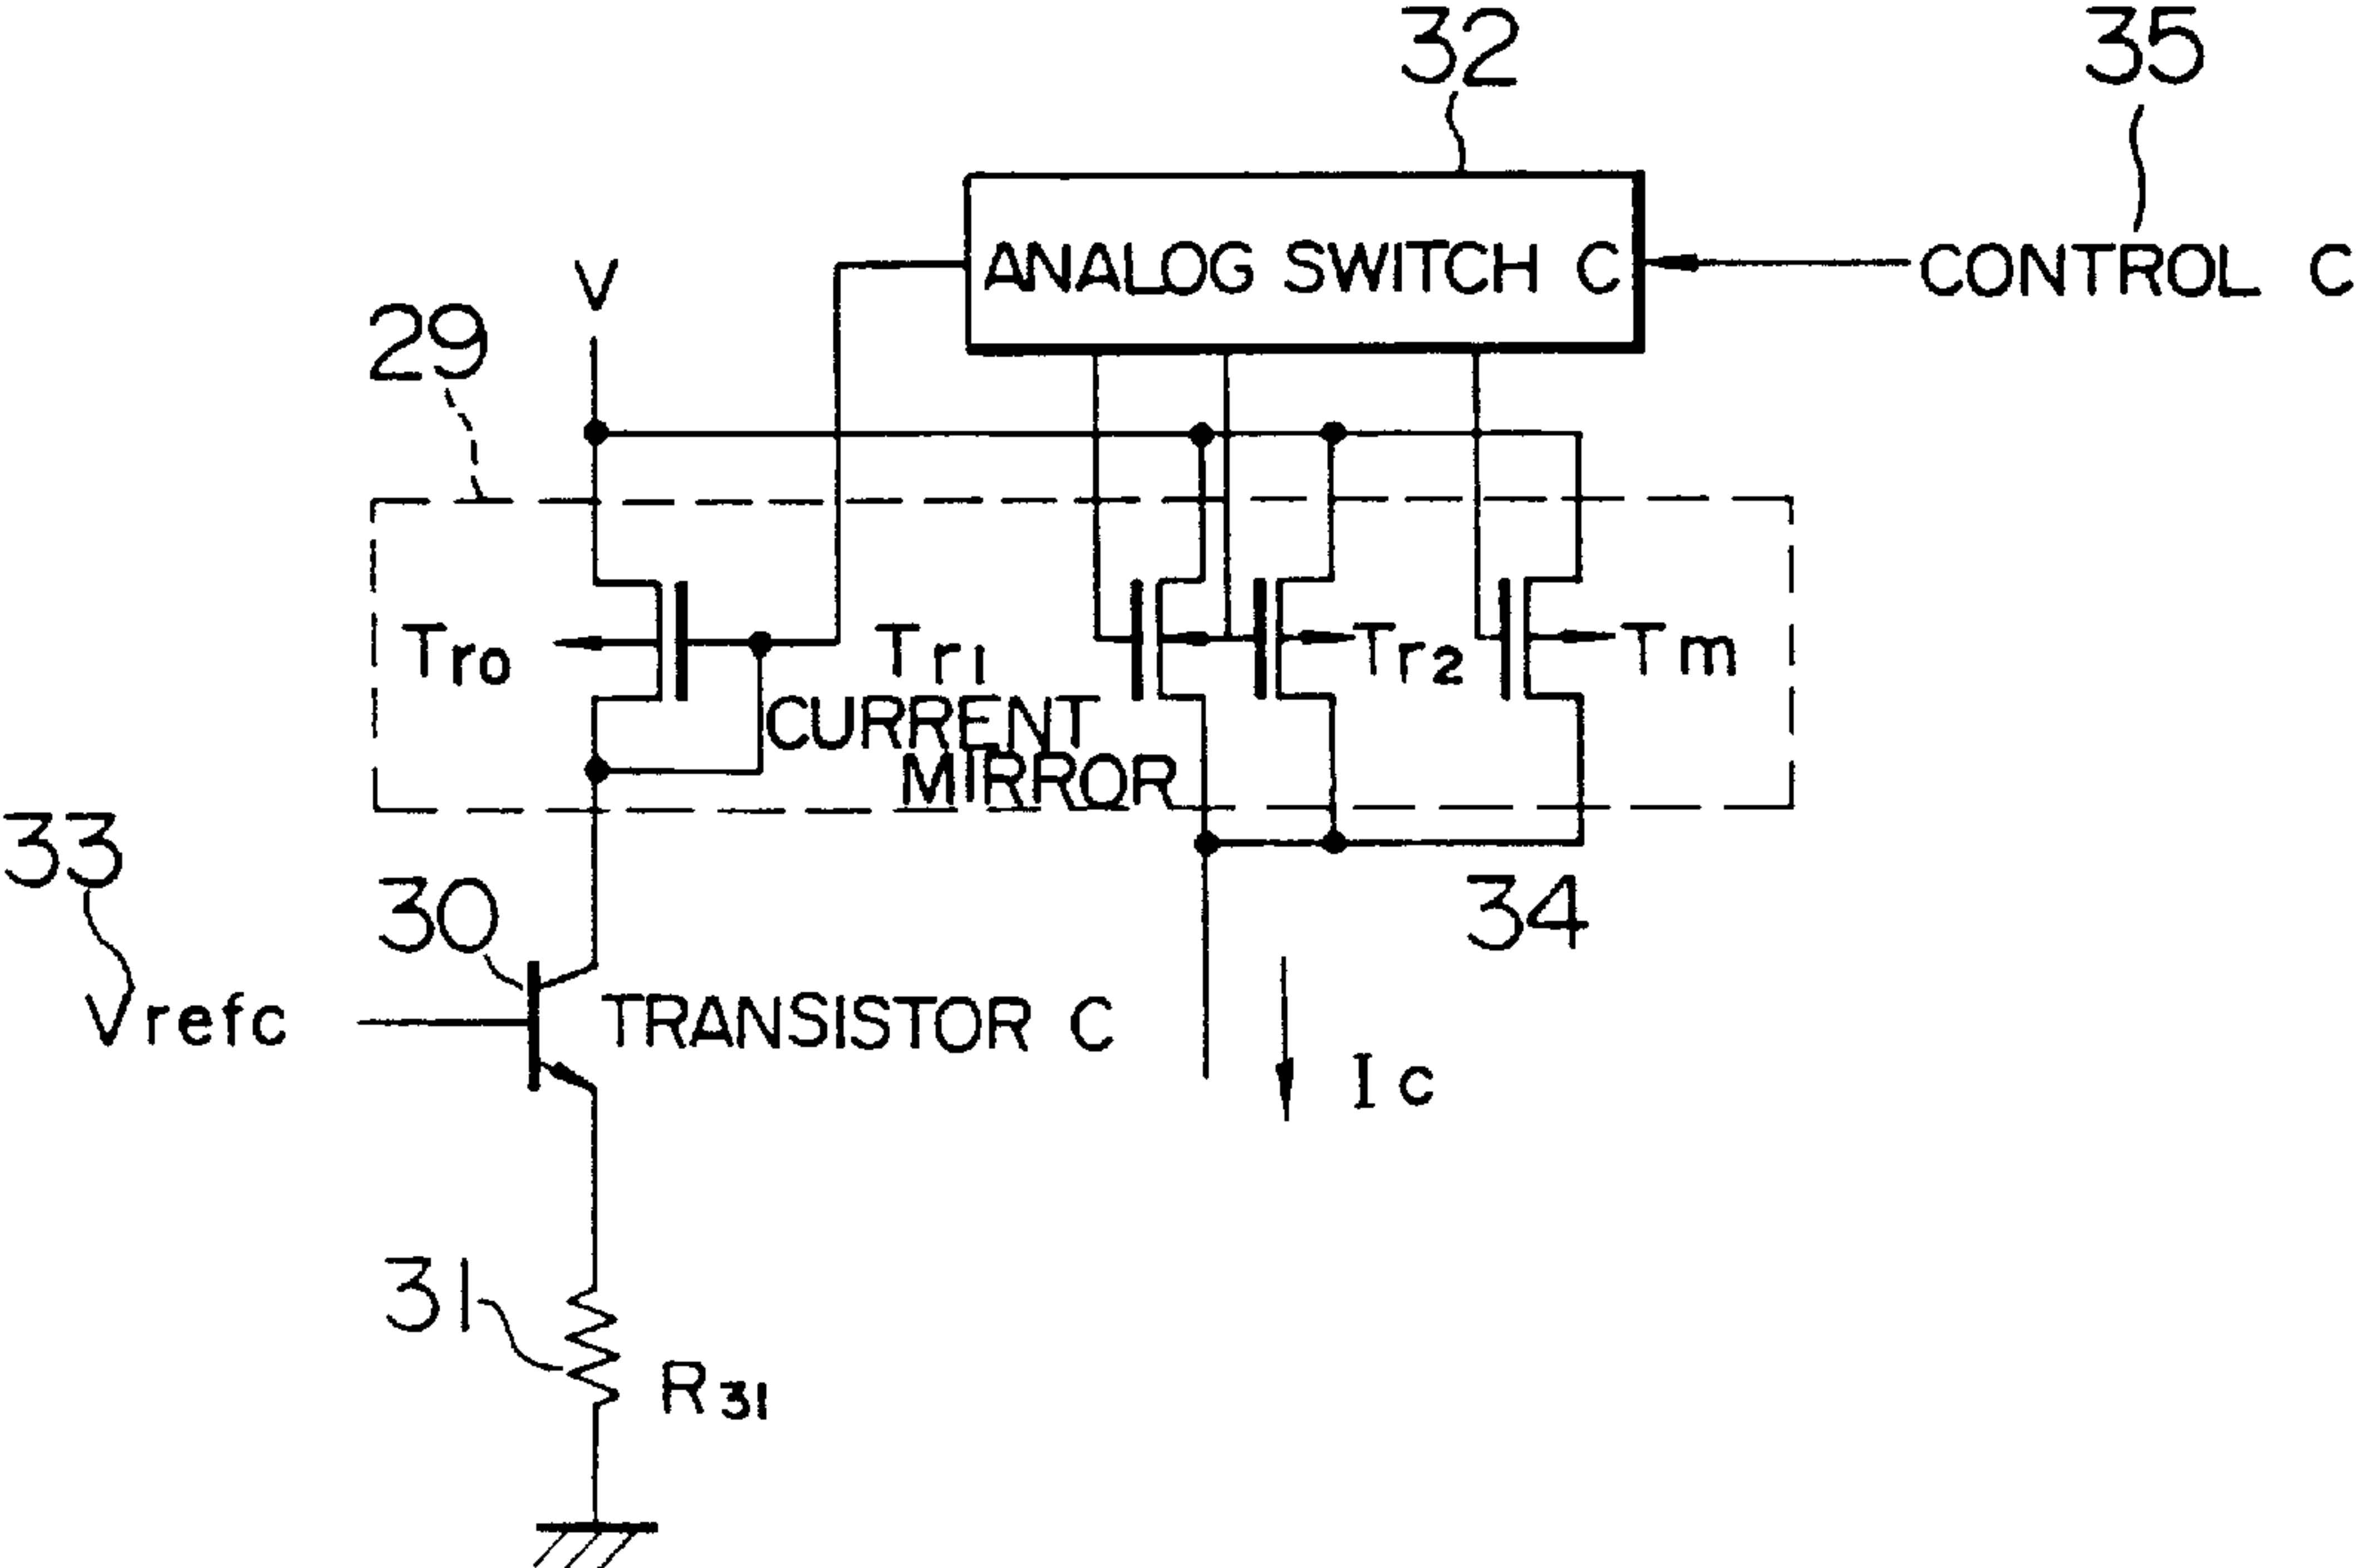 32
35
ANALOG SWITCH C
CONTROL C
V
29
Tr0
Tr1
Tr2
Tm
CURRENT
MIRROR
33
30
34
Vrefc
TRANSISTOR C
Ic
31
R31